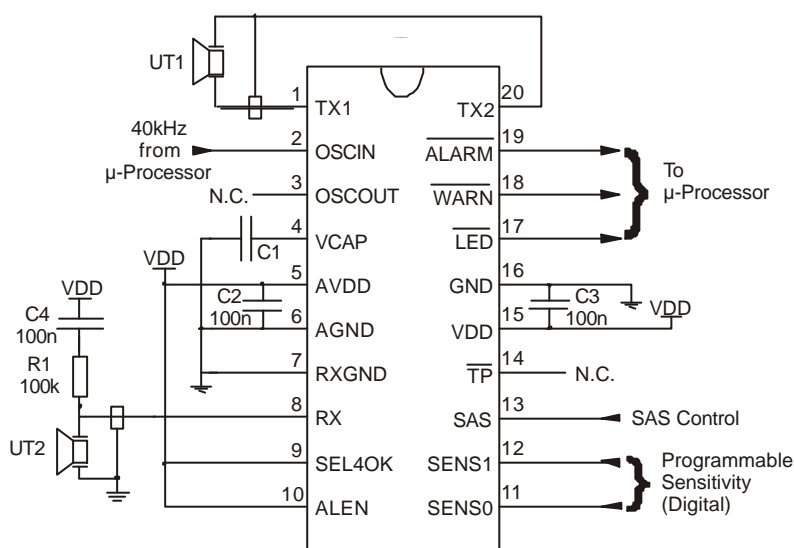 UT1
1
TX1
TX2
20
40kHz
from
µ-Processor
2
OSCIN
ALARM
19
To
µ-Processor
N.C.
3
OSCOUT
WARN
18
4
VCAP
LED
17
C1
VDD
5
AVDD
GND
16
C2
100n
C3
100n
VDD
6
AGND
VDD
15
VDD
C4
100n
7
RXGND
TP
14
N.C.
R1
100k
8
RX
SAS
13
SAS Control
UT2
9
SEL4OK
SENS1
12
Programmable
Sensitivity
(Digital)
10
ALEN
SENS0
11